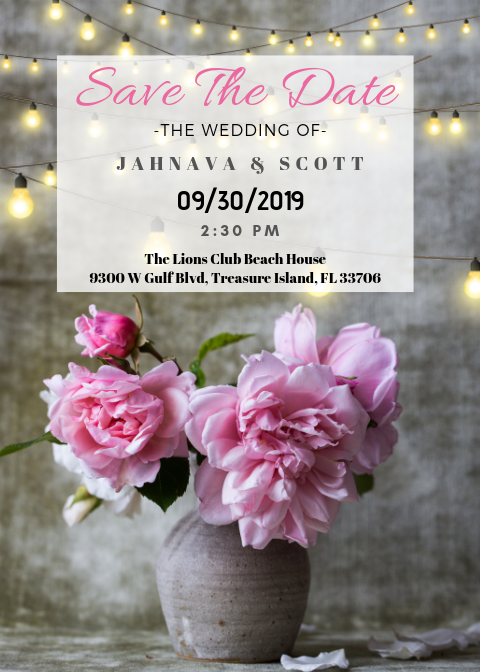 Save The Date
-THE WEDDING OF-
JAHNAVA & SCOTT
09/30/2019
2:30 PM
The Lions Club Beach House
9300 W Gulf Blvd, Treasure Island, FL 33706